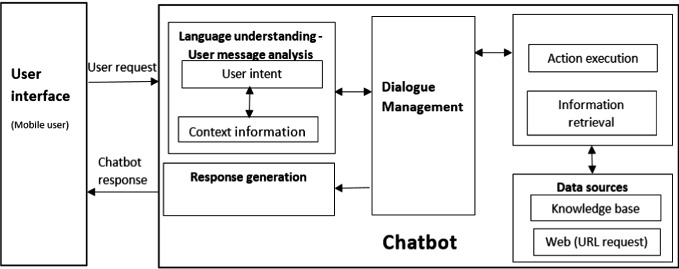 User
interface
(Mobile user)
User request
Chatbot
response
Language understanding -
User message analysis
User intent
Context information
Response generation
Dialogue
Management
Action execution
Information
retrieval
Data sources
Knowledge base
Web (URL request)
Chatbot